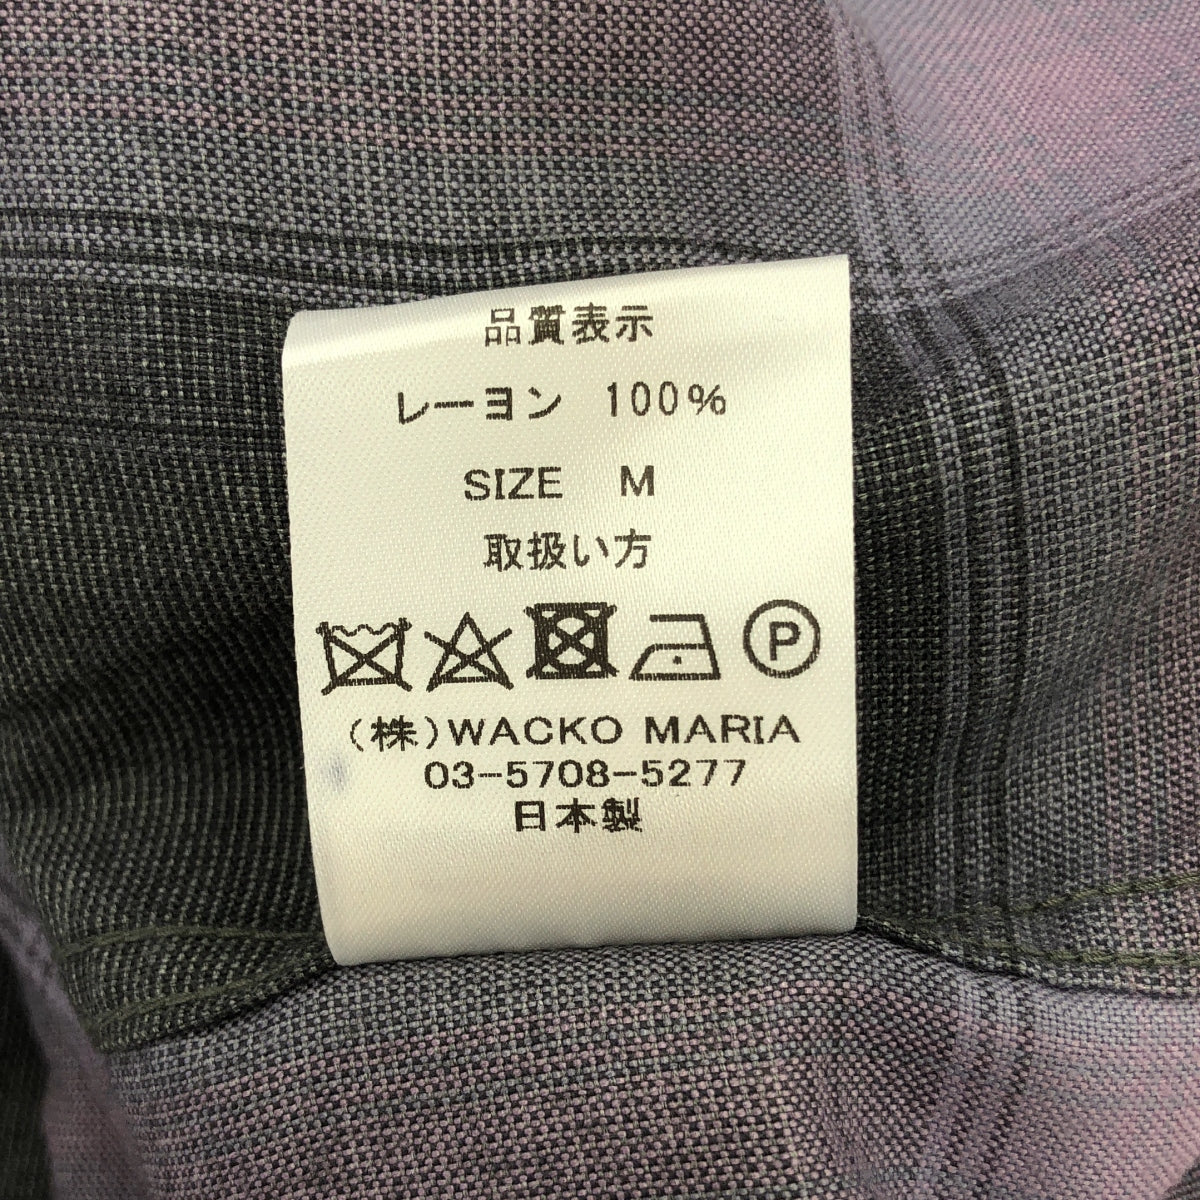 品質表示
レーヨン 100%
SIZE M
取扱い方
P
(株)WACKO MARIA
03-5708-5277
日本製